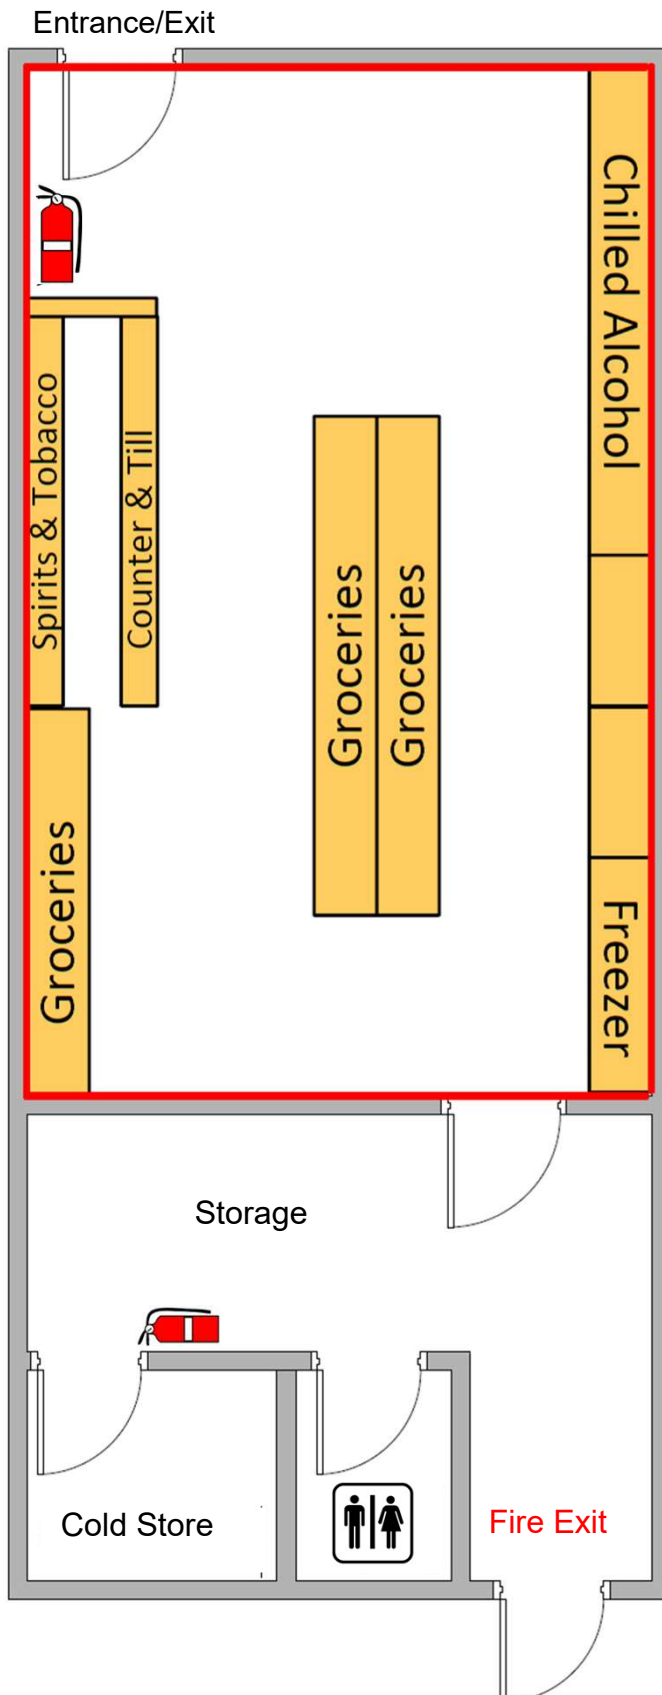 Entrance/Exit
Chilled Alcohol
Spirits & Tobacco
Counter & Till
Groceries
Groceries
Groceries
Freezer
Storage
Cold Store
Fire Exit